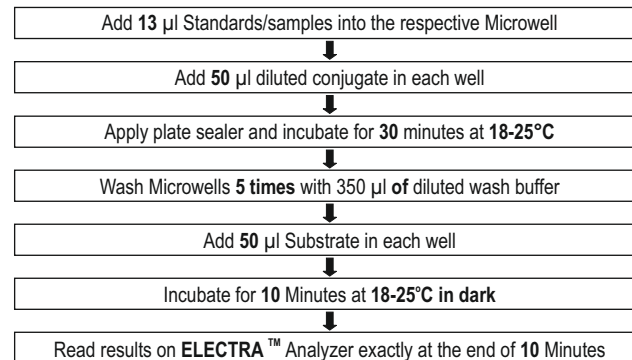 Add 13 µl Standards/samples into the respective Microwell
Add 50 µl diluted conjugate in each well
Apply plate sealer and incubate for 30 minutes at 18-25°C
Wash Microwells 5 times with 350 µl of diluted wash buffer
Add 50 µl Substrate in each well
Incubate for 10 Minutes at 18-25°C in dark
Read results on ELECTRA ™ Analyzer exactly at the end of 10 Minutes